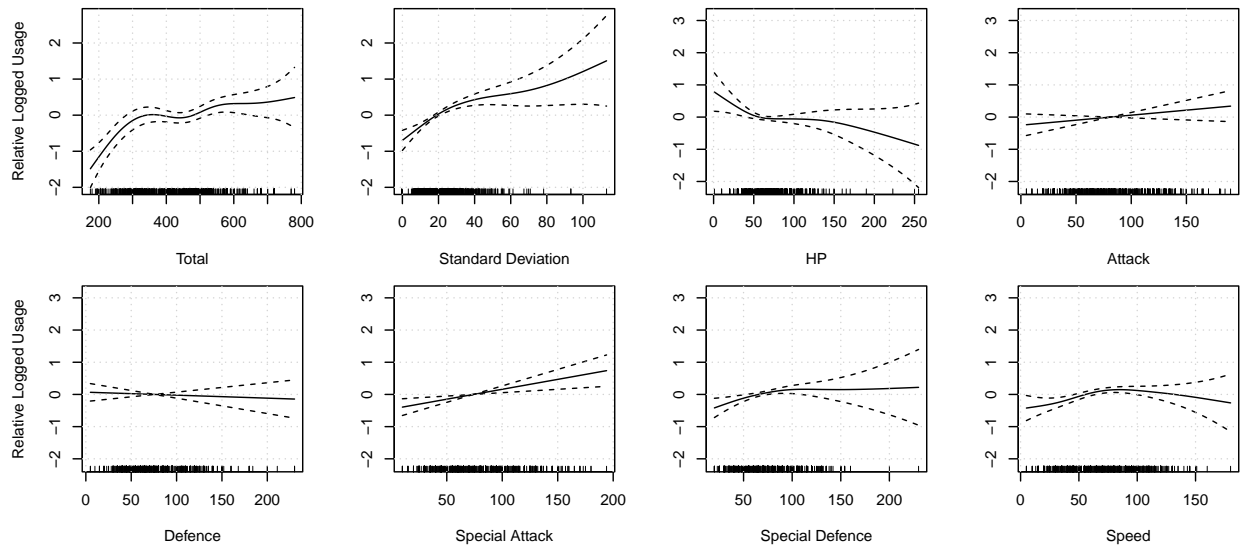 Relative Logged Usage
2
1
0
−1
−2
200 300 400 500 600 700 800
Total
2
1
0
−1
−2
0 20 40 60 80 100
Standard Deviation
3
2
1
0
−1
−2
0 50 100 150 200 250
HP
3
2
1
0
−1
−2
0 50 100 150
Attack
Relative Logged Usage
3
2
1
0
−1
−2
0 50 100 150 200
Defence
3
2
1
0
−1
−2
50 100 150 200
Special Attack
3
2
1
0
−1
−2
50 100 150 200
Special Defence
3
2
1
0
−1
−2
0 50 100 150
Speed